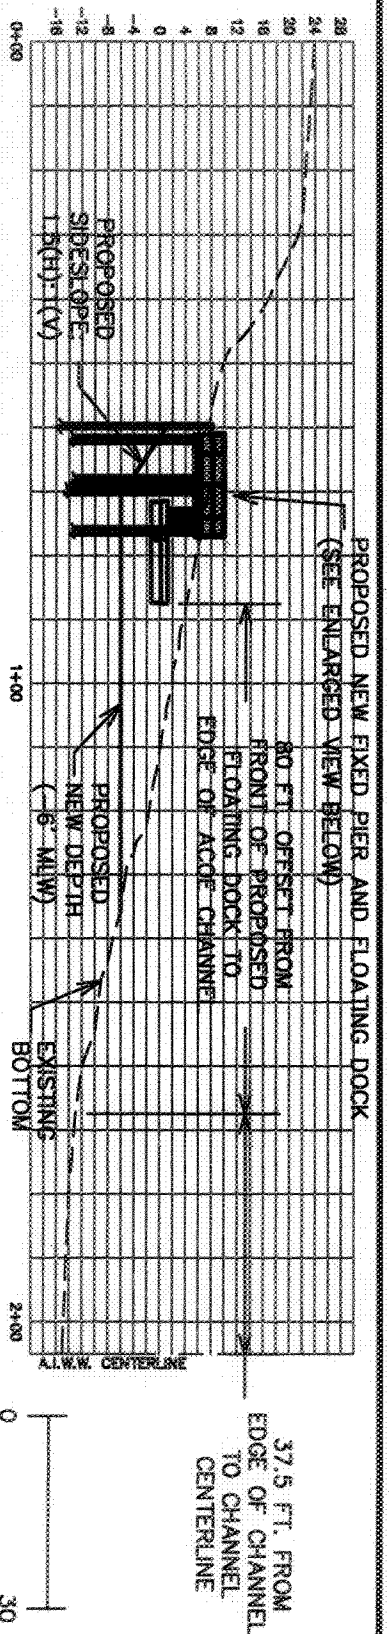 PROPOSED NEW FIXED PIER AND FLOATING DOCK
(SEE ENLARGED VIEW BELOW)
28
24
20
16
12
8
4
0
-4
-8
-12
-16
0+00
1+00
2+00
PROPOSED
SIDESLOPE
1.5(H):1(V)
80 FT. OFFSET FROM
FRONT OF PROPOSED
FLOATING DOCK TO
EDGE OF ACOE CHANNEL
PROPOSED
NEW DEPTH
(-6' MLW)
EXISTING
BOTTOM
A.I.W.W. CENTERLINE
37.5 FT. FROM
EDGE OF CHANNEL
TO CHANNEL
CENTERLINE
0
30